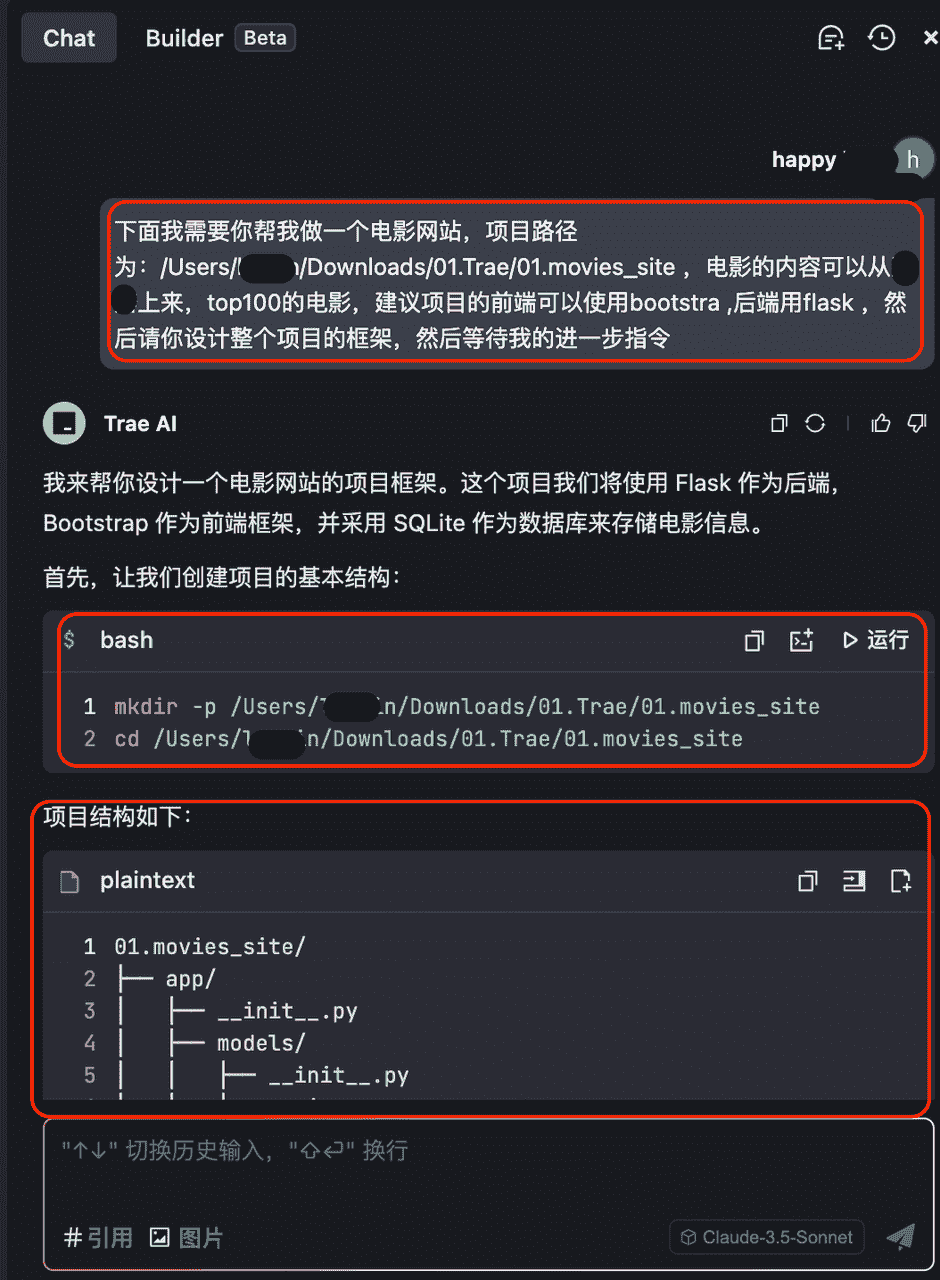 Chat Builder Beta
happy
h
下面我需要你帮我做一个电影网站，项目路径
为：/Users/ /Downloads/01.Trae/01.movies_site ，电影的内容可以从
上来，top100的电影，建议项目的前端可以使用bootstra ,后端用flask ，然
后请你设计整个项目的框架，然后等待我的进一步指令
Trae AI
我来帮你设计一个电影网站的项目框架。这个项目我们将使用 Flask 作为后端，
Bootstrap 作为前端框架，并采用 SQLite 作为数据库来存储电影信息。
首先，让我们创建项目的基本结构：
$ bash 运行
1 mkdir -p /Users/ in/Downloads/01.Trae/01.movies_site
2 cd /Users/ n/Downloads/01.Trae/01.movies_site
项目结构如下：
plaintext
1 01.movies_site/
2 ├── app/
3 │   ├── __init__.py
4 │   ├── models/
5 │   │   ├── __init__.py
"↑↓" 切换历史输入，"⇧⏎" 换行
# 引用 图片 Claude-3.5-Sonnet